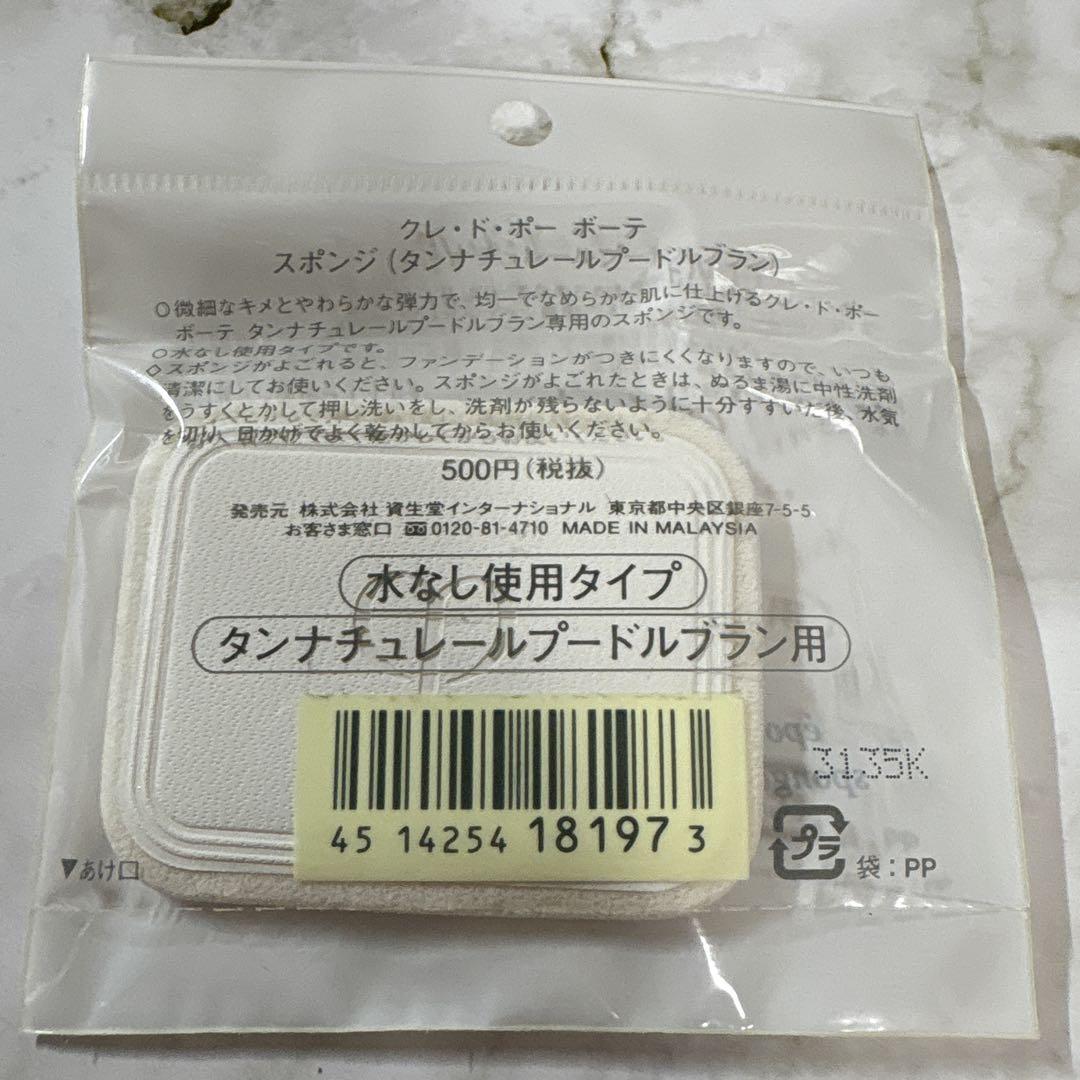 クレ・ド・ポー ボーテ
スポンジ (タンナチュレールプードルブラン)
○微細なキメとやわらかな弾力で、均一でなめらかな肌に仕上げるクレ・ド・ポー
ボーテ タンナチュレールプードルブラン専用のスポンジです。
○水なし使用タイプです。
◇スポンジがよごれると、ファンデーションがつきにくくなりますので、いつも
清潔にしてお使いください。スポンジがよごれたときは、ぬるま湯に中性洗剤
をうすくとかして押し洗いをし、洗剤が残らないように十分すすいだ後、水気
を切り、日かげでよく乾かしてからお使いください。
500円(税抜)
発売元 株式会社 資生堂インターナショナル 東京都中央区銀座7-5-5
お客さま窓口 0120-81-4710 MADE IN MALAYSIA
水なし使用タイプ
タンナチュレールプードルブラン用
45 14254 18197 3
3135K
▼あけ口
プラ
袋：PP